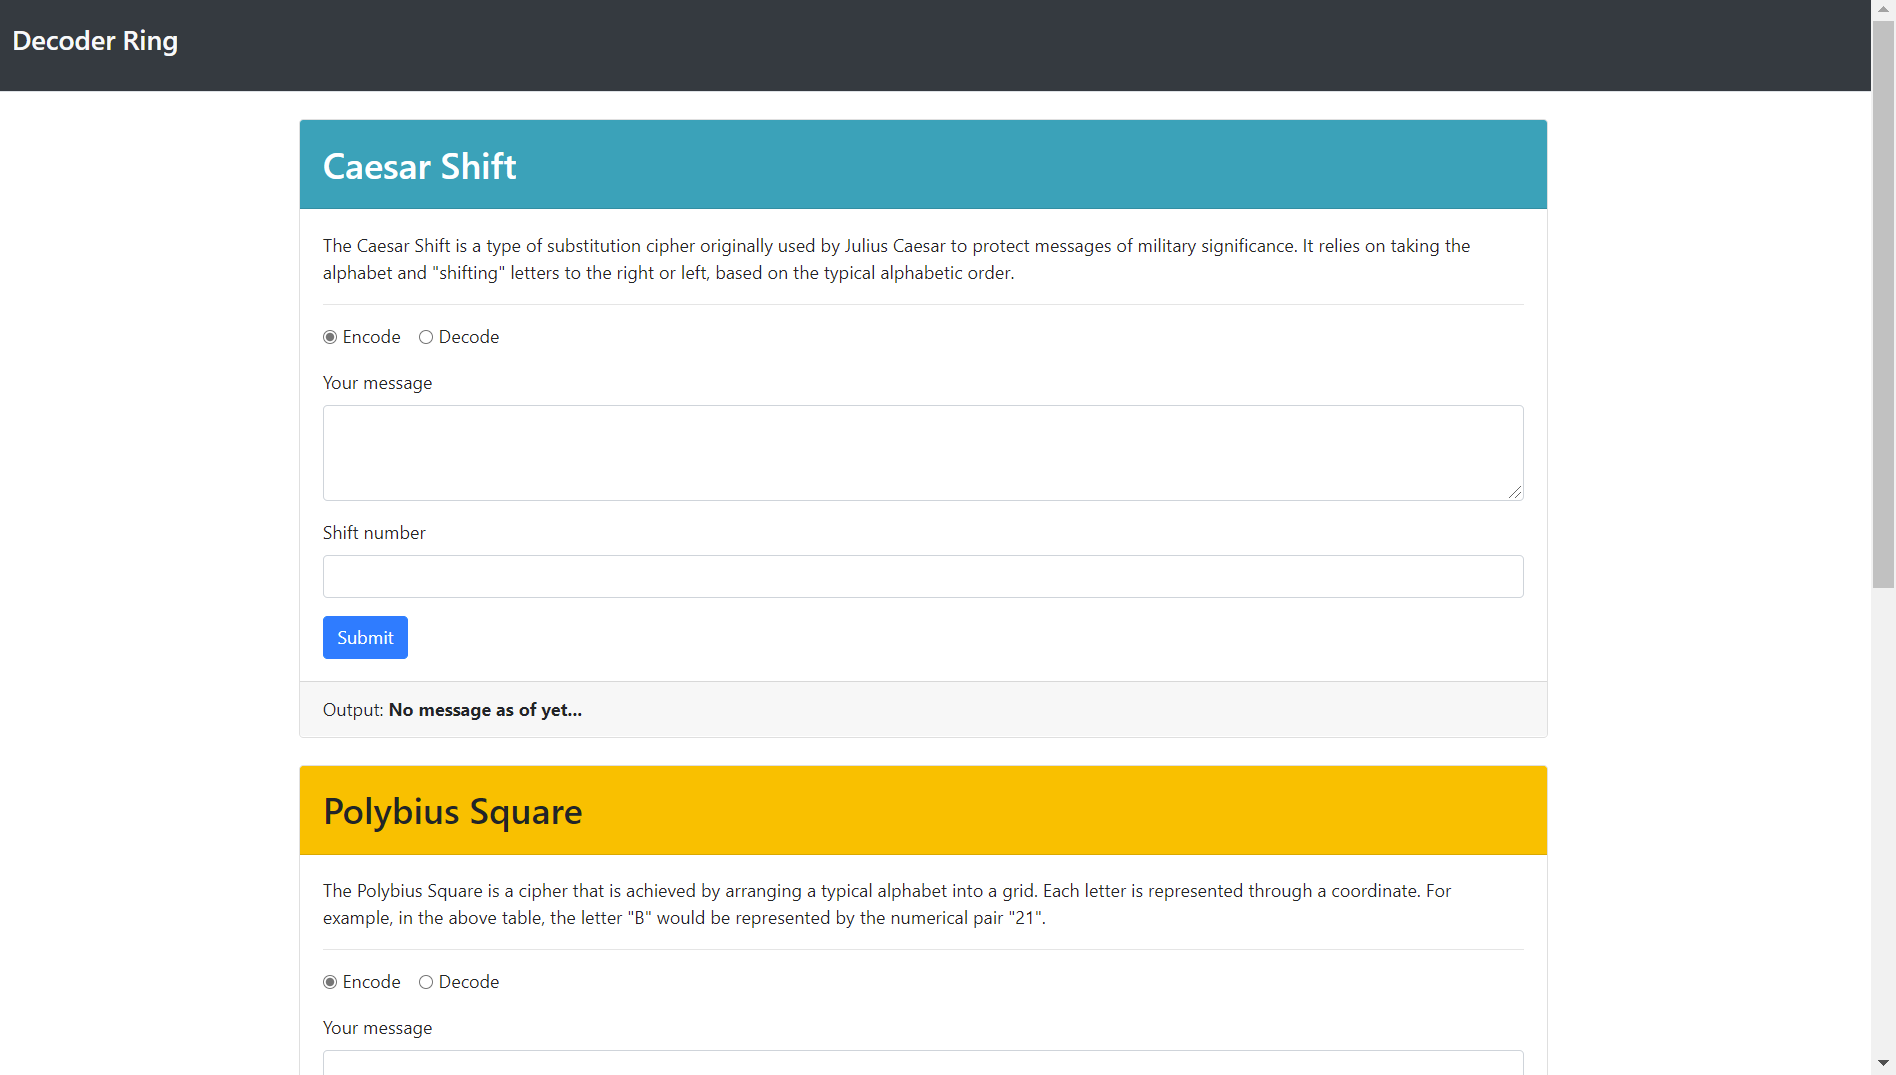 Decoder Ring
Caesar Shift
The Caesar Shift is a type of substitution cipher originally used by Julius Caesar to protect messages of military significance. It relies on taking the
alphabet and "shifting" letters to the right or left, based on the typical alphabetic order.
Encode Decode
Your message
Shift number
Submit
Output: No message as of yet...
Polybius Square
The Polybius Square is a cipher that is achieved by arranging a typical alphabet into a grid. Each letter is represented through a coordinate. For
example, in the above table, the letter "B" would be represented by the numerical pair "21".
Encode Decode
Your message